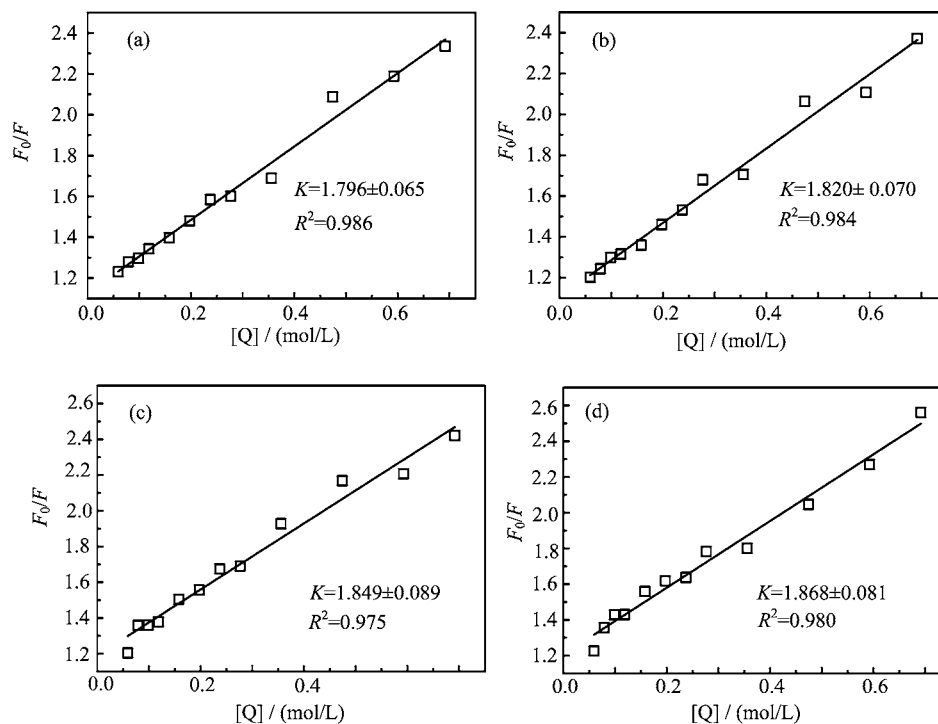 (a)
2.4
2.2
2.0
1.8
1.6
1.4
1.2
F₀/F
K=1.796±0.065
R²=0.986
0.0 0.2 0.4 0.6
[Q] / (mol/L)
(b)
2.4
2.2
2.0
1.8
1.6
1.4
1.2
F₀/F
K=1.820± 0.070
R²=0.984
0.0 0.2 0.4 0.6
[Q] / (mol/L)
(c)
2.6
2.4
2.2
2.0
1.8
1.6
1.4
1.2
F₀/F
K=1.849±0.089
R²=0.975
0.0 0.2 0.4
[Q] / (mol/L)
(d)
2.6
2.4
2.2
2.0
1.8
1.6
1.4
1.2
F₀/F
K=1.868±0.081
R²=0.980
0.0 0.2 0.4 0.6
[Q] / (mol/L)